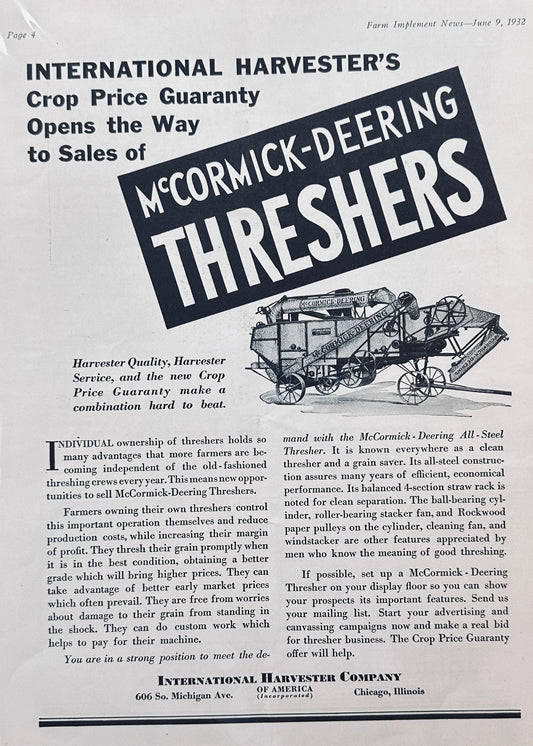 Page 4
Farm Implement News—June 9, 1932
INTERNATIONAL HARVESTER'S
Crop Price Guaranty
Opens the Way
to Sales of
McCORMICK-DEERING
THRESHERS
McCORMICK-DEERING
McCORMICK-DEERING
Harvester Quality, Harvester
Service, and the new Crop
Price Guaranty make a
combination hard to beat.
INDIVIDUAL ownership of threshers holds so
many advantages that more farmers are be-
coming independent of the old-fashioned
threshing crews every year. This means new oppor-
tunities to sell McCormick-Deering Threshers.
Farmers owning their own threshers control
this important operation themselves and reduce
production costs, while increasing their margin
of profit. They thresh their grain promptly when
it is in the best condition, obtaining a better
grade which will bring higher prices. They can
take advantage of better early market prices
which often prevail. They are free from worries
about damage to their grain from standing in
the shock. They can do custom work which
helps to pay for their machine.
You are in a strong position to meet the de-
mand with the McCormick-Deering All-Steel
Thresher. It is known everywhere as a clean
thresher and a grain saver. Its all-steel construc-
tion assures many years of efficient, economical
performance. Its balanced 4-section straw rack is
noted for clean separation. The ball-bearing cyl-
inder, roller-bearing stacker fan, and Rockwood
paper pulleys on the cylinder, cleaning fan, and
windstacker are other features appreciated by
men who know the meaning of good threshing.
If possible, set up a McCormick-Deering
Thresher on your display floor so you can show
your prospects its important features. Send us
your mailing list. Start your advertising and
canvassing campaigns now and make a real bid
for thresher business. The Crop Price Guaranty
offer will help.
INTERNATIONAL HARVESTER COMPANY
606 So. Michigan Ave. OF AMERICA (Incorporated) Chicago, Illinois